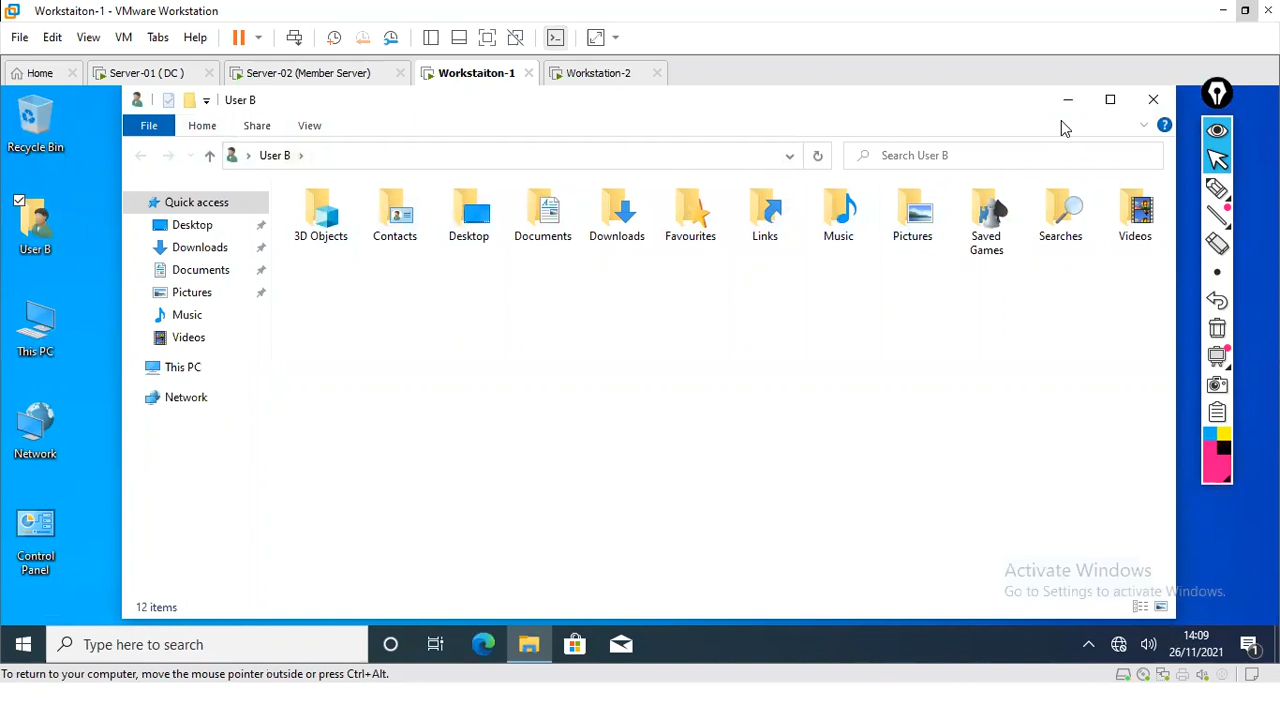 Workstaiton-1 - VMware Workstation
File Edit View VM Tabs Help
Home Server-01 ( DC ) Server-02 (Member Server) Workstaiton-1 Workstation-2
User B
File Home Share View
User B Search User B
Recycle Bin
User B
This PC
Network
Control
Panel
Quick access
Desktop
Downloads
Documents
Pictures
Music
Videos
This PC
Network
3D Objects Contacts Desktop Documents Downloads Favourites Links Music Pictures Saved Games Searches Videos
12 items
Activate Windows
Go to Settings to activate Windows.
Type here to search
14:09
26/11/2021
1
To return to your computer, move the mouse pointer outside or press Ctrl+Alt.